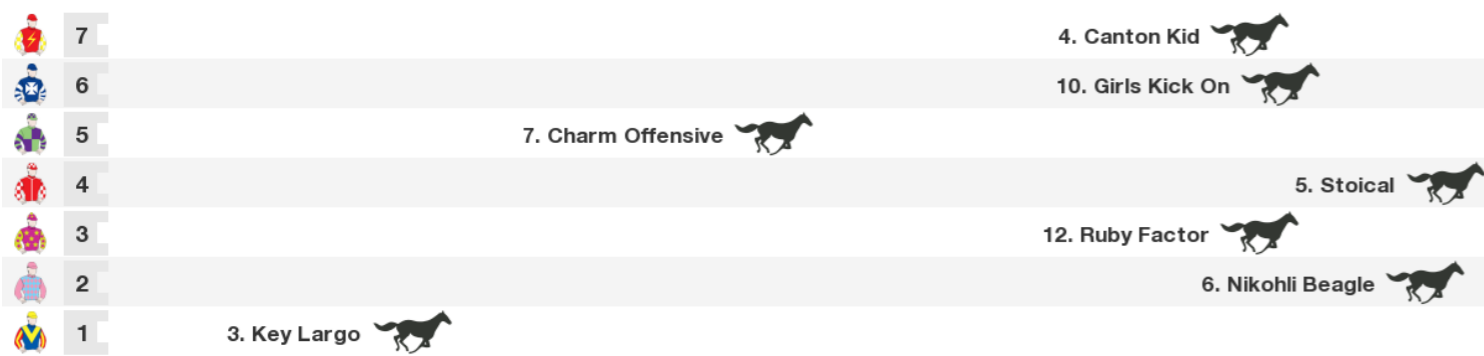 7 4. Canton Kid
6 10. Girls Kick On
5 7. Charm Offensive
4 5. Stoical
3 12. Ruby Factor
2 6. Nikohli Beagle
1 3. Key Largo